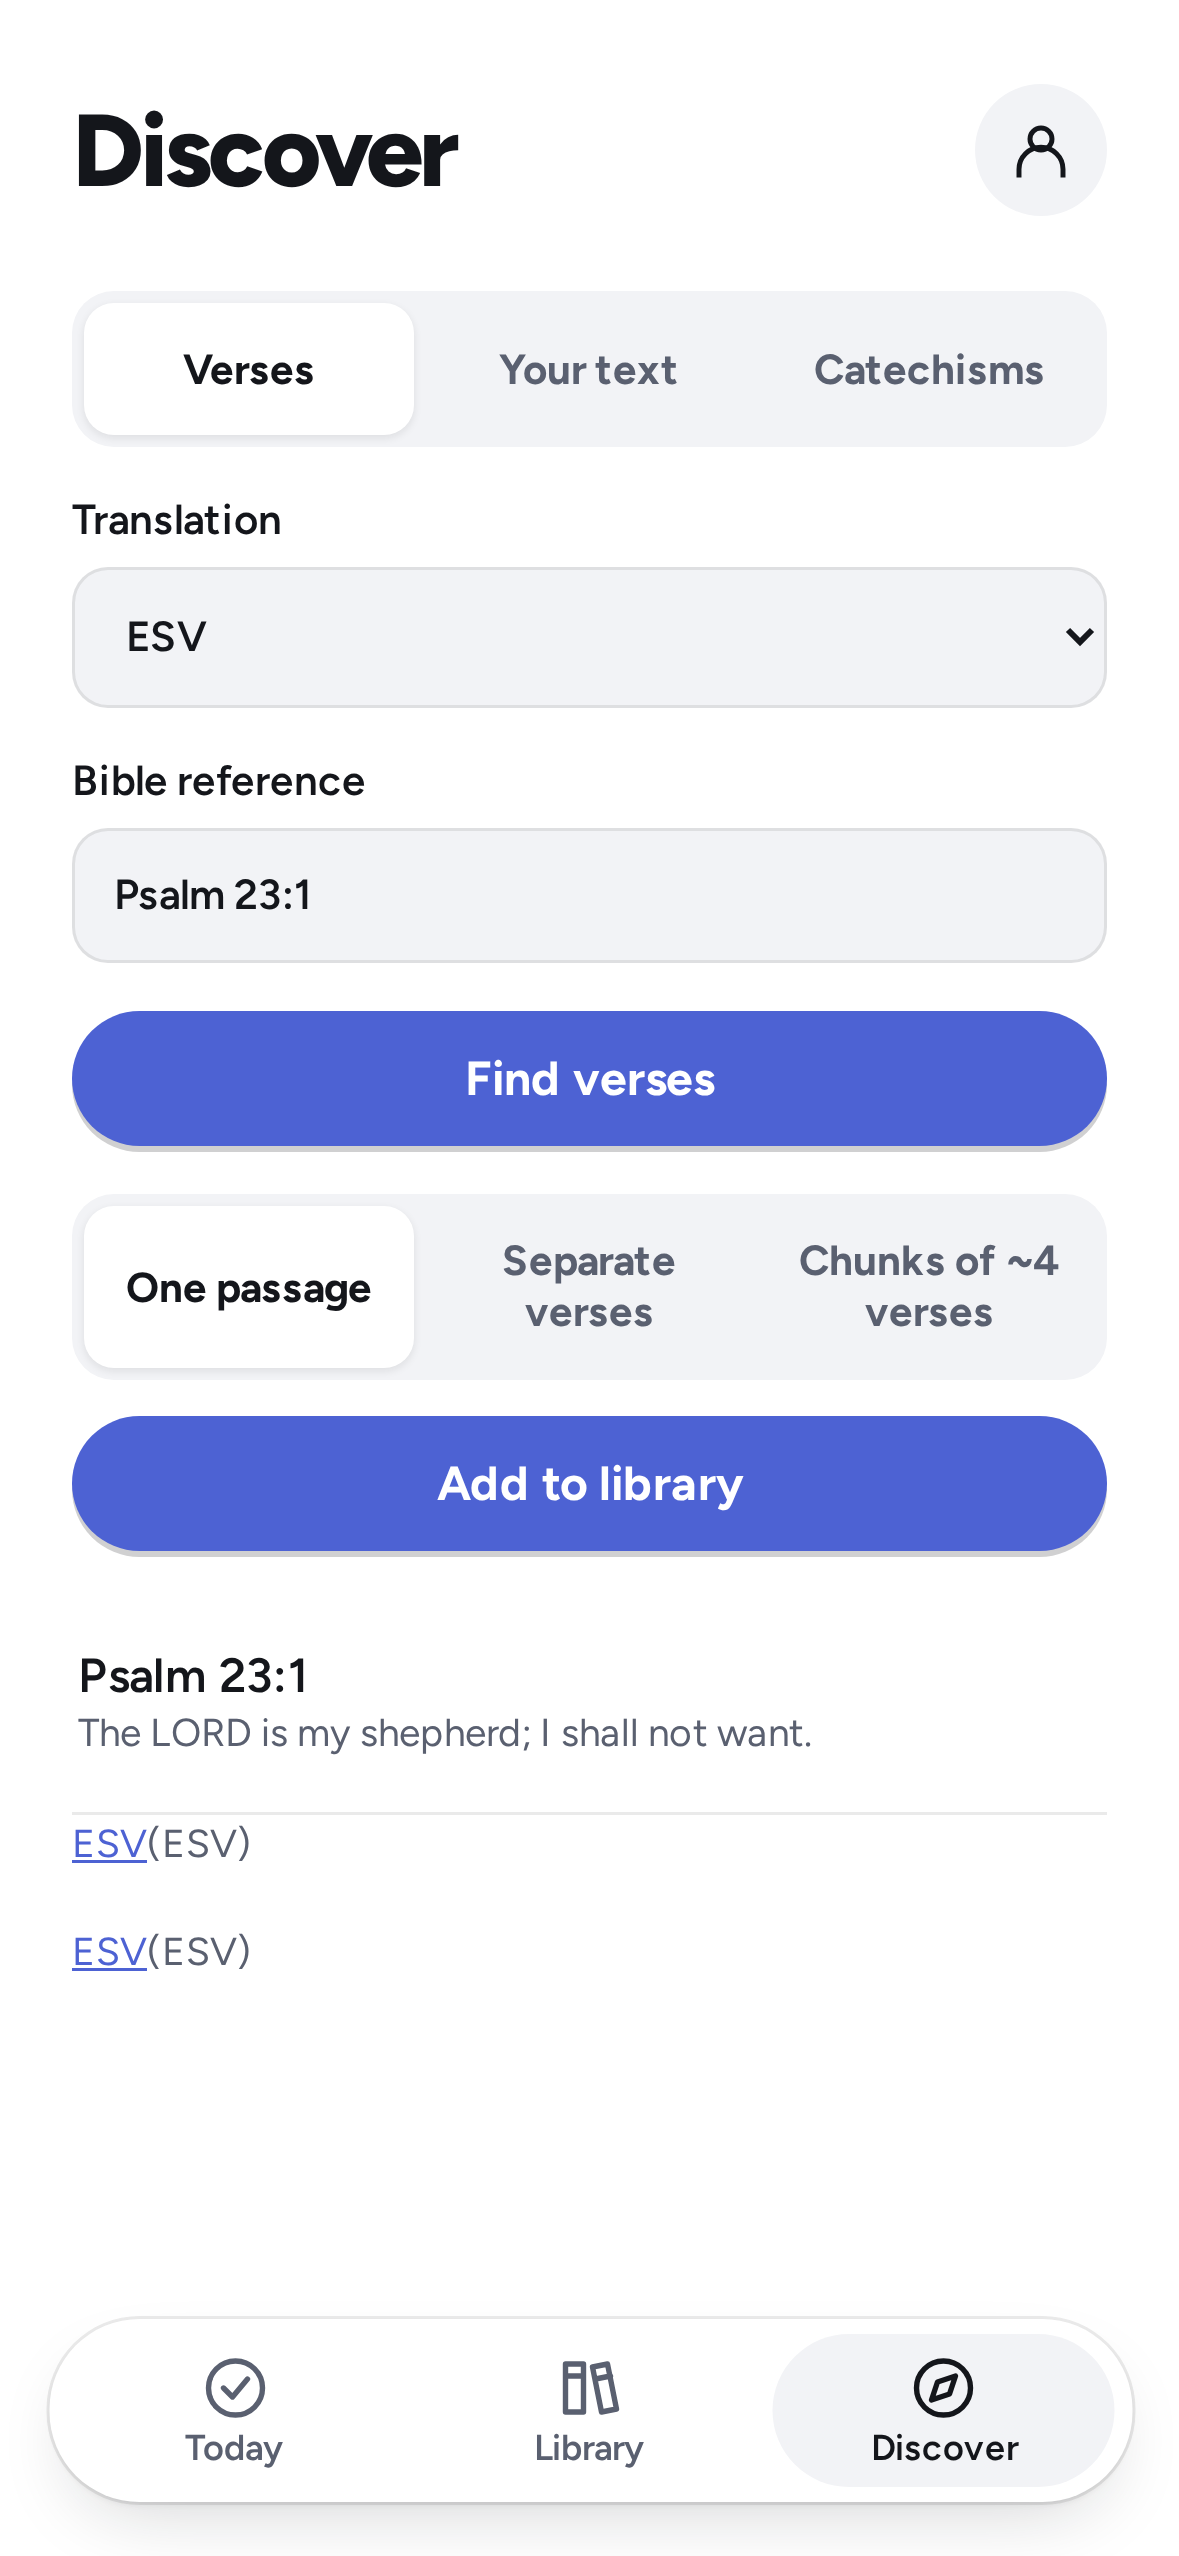 Discover
Verses
Your text
Catechisms
Translation
ESV
Bible reference
Psalm 23:1
Find verses
One passage
Separate
verses
Chunks of ~4
verses
Add to library
Psalm 23:1
The LORD is my shepherd; I shall not want.
ESV(ESV)
ESV(ESV)
Today
Library
Discover